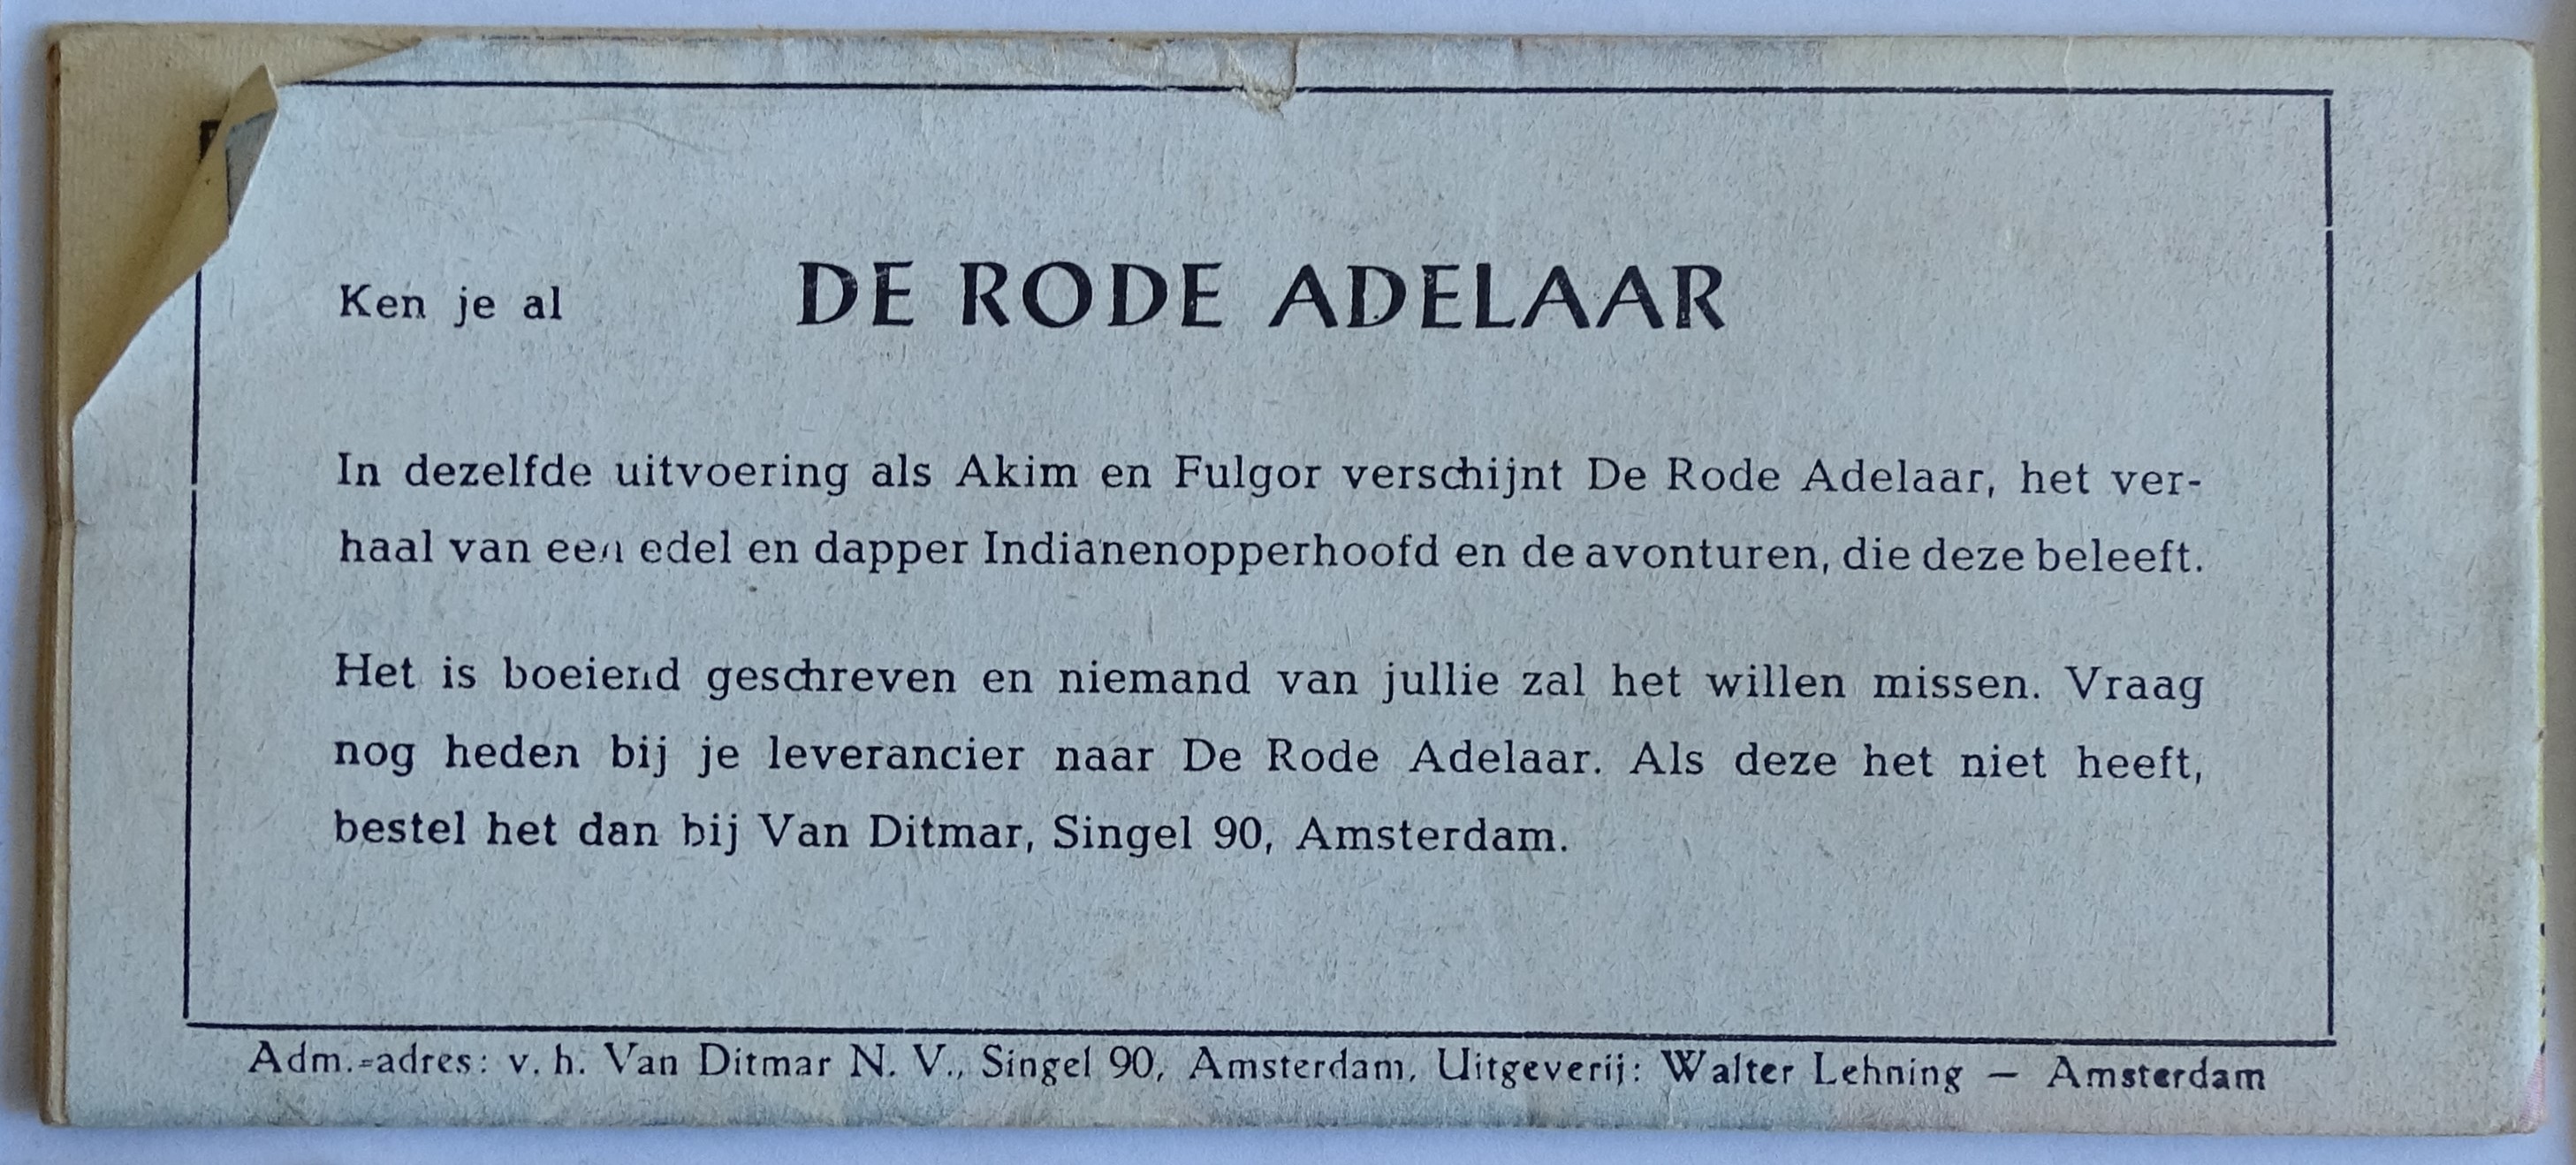 Ken je al DE RODE ADELAAR
In dezelfde uitvoering als Akim en Fulgor verschijnt De Rode Adelaar, het ver-
haal van een edel en dapper Indianenopperhoofd en de avonturen, die deze beleeft.
Het is boeiend geschreven en niemand van jullie zal het willen missen. Vraag
nog heden bij je leverancier naar De Rode Adelaar. Als deze het niet heeft,
bestel het dan bij Van Ditmar, Singel 90, Amsterdam.
Adm.-adres: v. h. Van Ditmar N. V., Singel 90, Amsterdam. Uitgeverij: Walter Lehning — Amsterdam